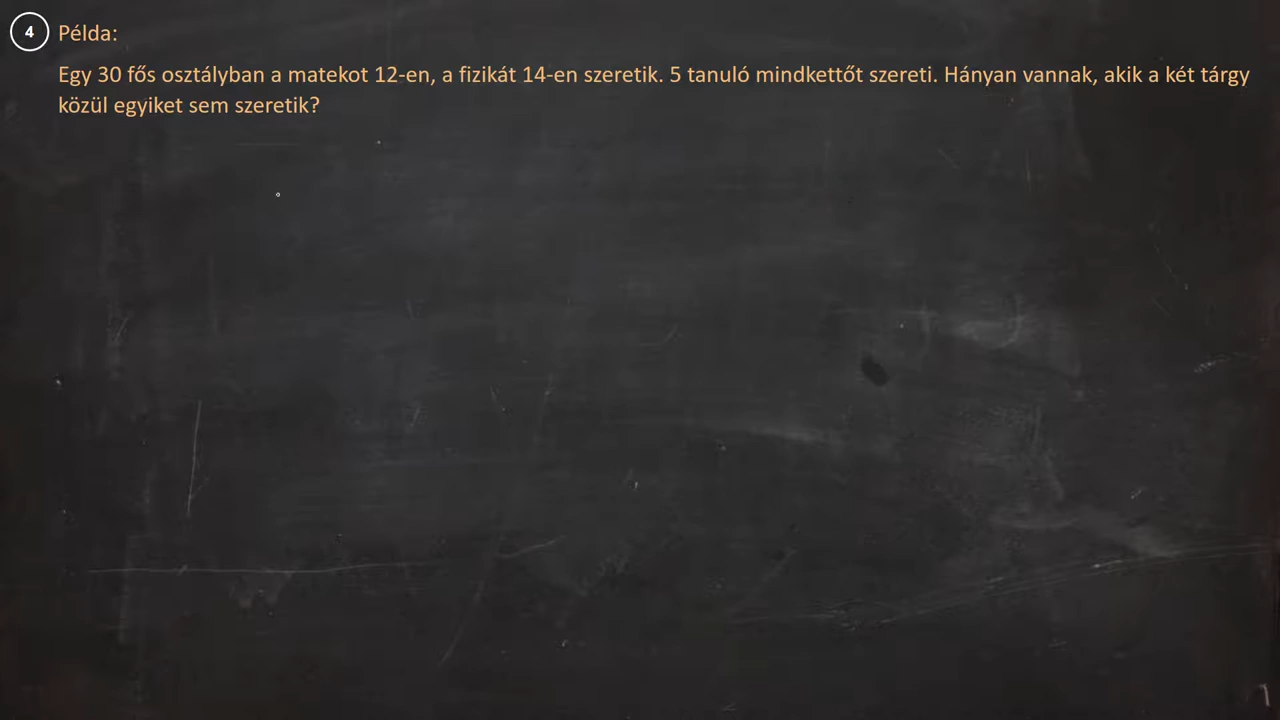 4 Példa:
Egy 30 fős osztályban a matekot 12-en, a fizikát 14-en szeretik. 5 tanuló mindkettőt szereti. Hányan vannak, akik a két tárgy
közül egyiket sem szeretik?